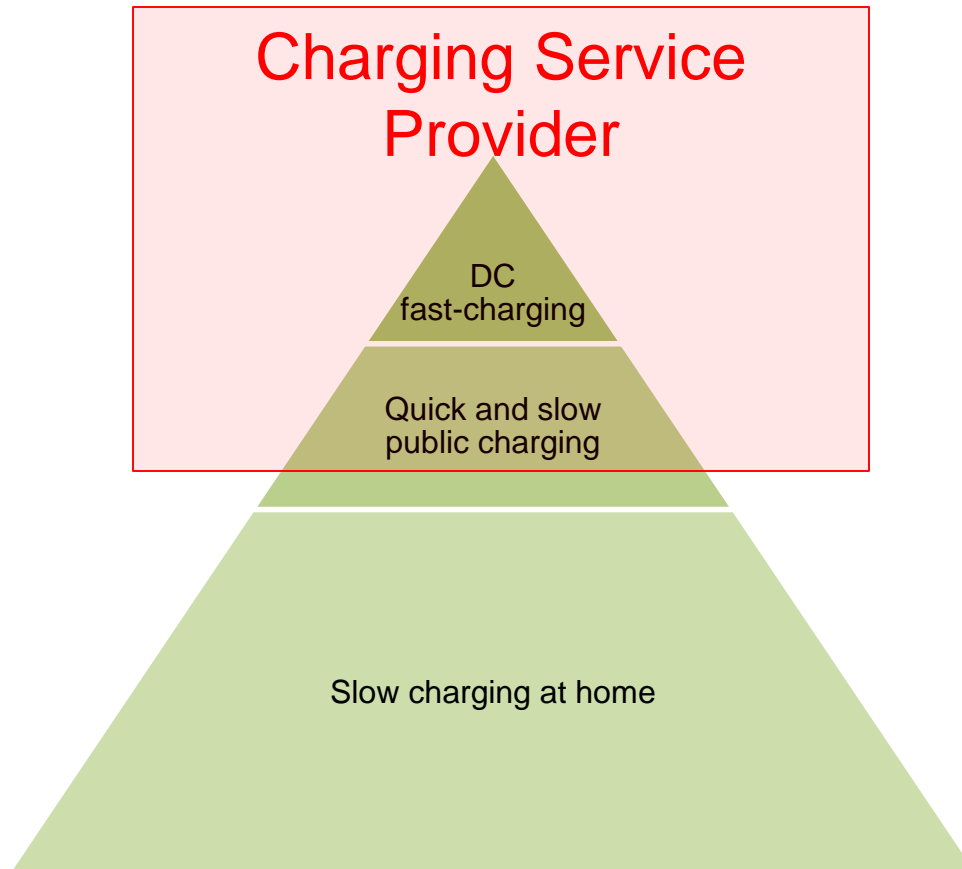 Charging Service
Provider
DC
fast-charging
Quick and slow
public charging
Slow charging at home